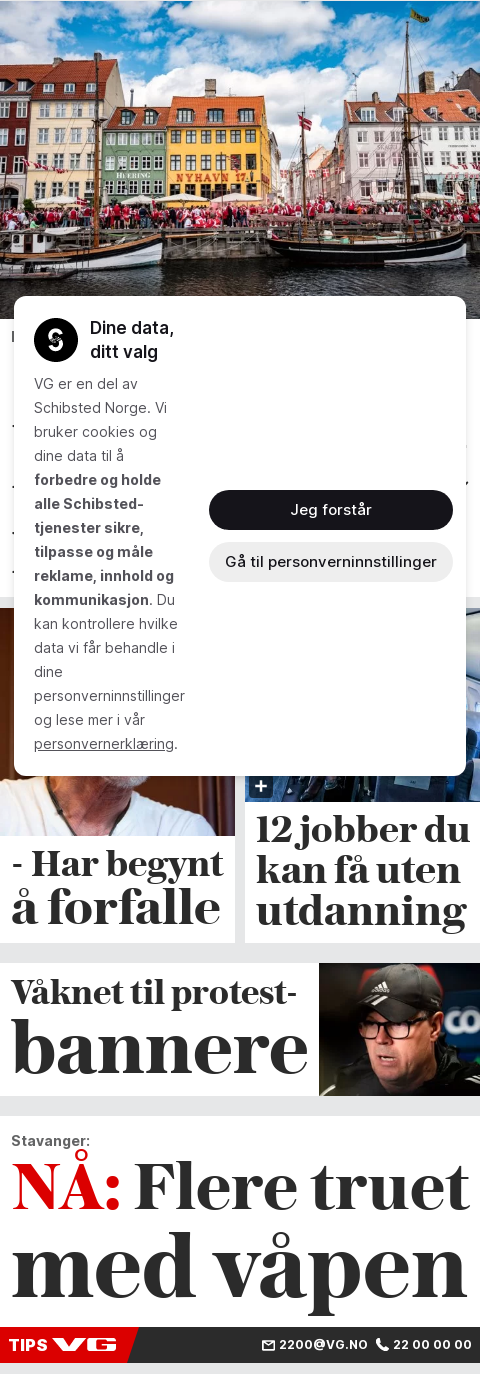 HEERING
NYHAVN 17
Dine data,
ditt valg
VG er en del av
Schibsted Norge. Vi
bruker cookies og
dine data til å
forbedre og holde
alle Schibsted-
tjenester sikre,
tilpasse og måle
reklame, innhold og
kommunikasjon. Du
kan kontrollere hvilke
data vi får behandle i
dine
personverninnstillinger
og lese mer i vår
personvernerklæring.
Jeg forstår
Gå til personverninnstillinger
- Har begynt
å forfalle
12 jobber du
kan få uten
utdanning
Våknet til protest-
bannere
Stavanger:
NÅ: Flere truet
med våpen
TIPS VG
2200@VG.NO 22 00 00 00